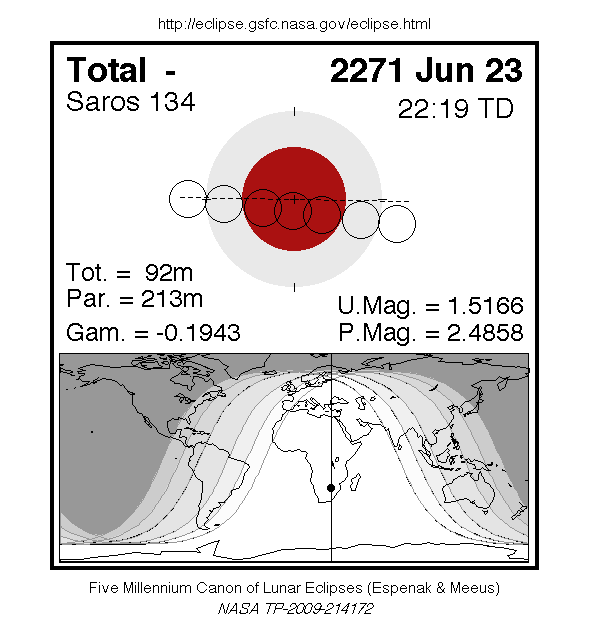 http://eclipse.gsfc.nasa.gov/eclipse.html
Total - 2271 Jun 23
Saros 134 22:19 TD
Tot. = 92m
Par. = 213m U.Mag. = 1.5166
Gam. = -0.1943 P.Mag. = 2.4858
Five Millennium Canon of Lunar Eclipses (Espenak & Meeus)
NASA TP-2009-214172